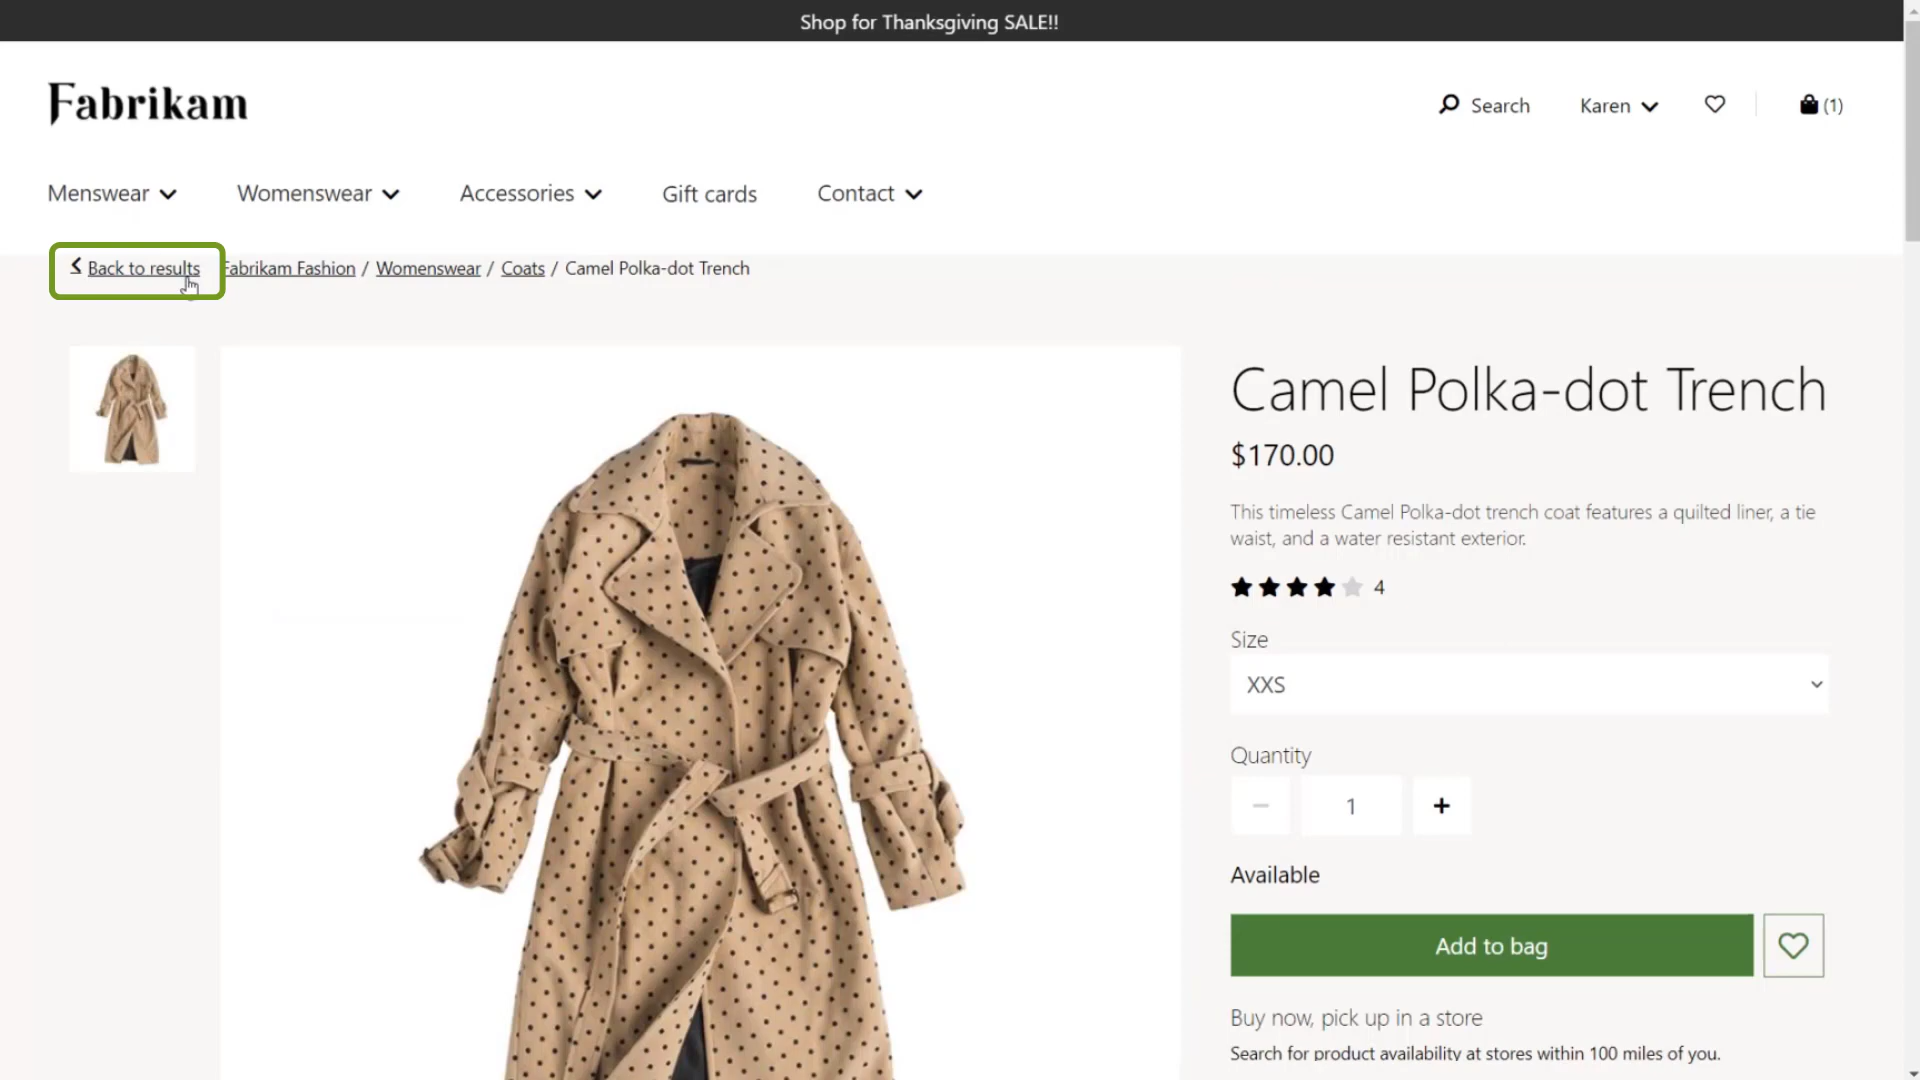 Shop for Thanksgiving SALE!!
Fabrikam
Search
Karen
(1)
Menswear
Womenswear
Accessories
Gift cards
Contact
Back to results
Fabrikam Fashion / Womenswear / Coats / Camel Polka-dot Trench
Camel Polka-dot Trench
$170.00
This timeless Camel Polka-dot trench coat features a quilted liner, a tie
waist, and a water resistant exterior.
4
Size
XXS
Quantity
1
Available
Add to bag
Buy now, pick up in a store
Search for product availability at stores within 100 miles of you.